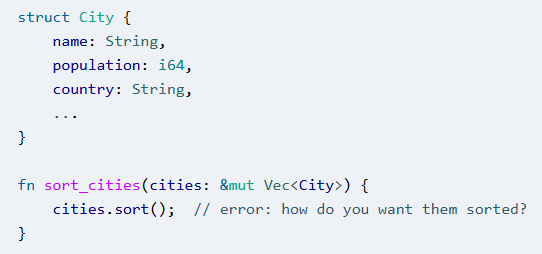 struct City {
    name: String,
    population: i64,
    country: String,
    ...
}

fn sort_cities(cities: &mut Vec<City>) {
    cities.sort();  // error: how do you want them sorted?
}